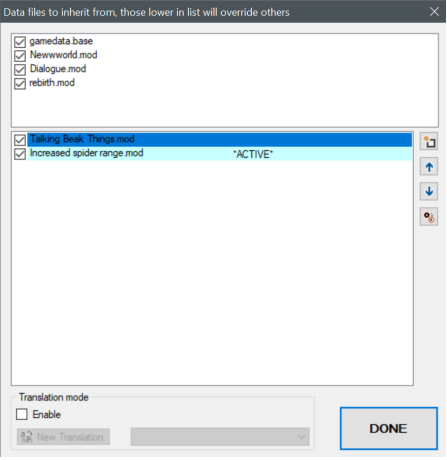 Data files to inherit from, those lower in list will override others
gamedata.base
Newwworld.mod
Dialogue.mod
rebirth.mod
Talking Beak Things.mod
Increased spider range.mod *ACTIVE*
Translation mode
Enable
New Translation
DONE